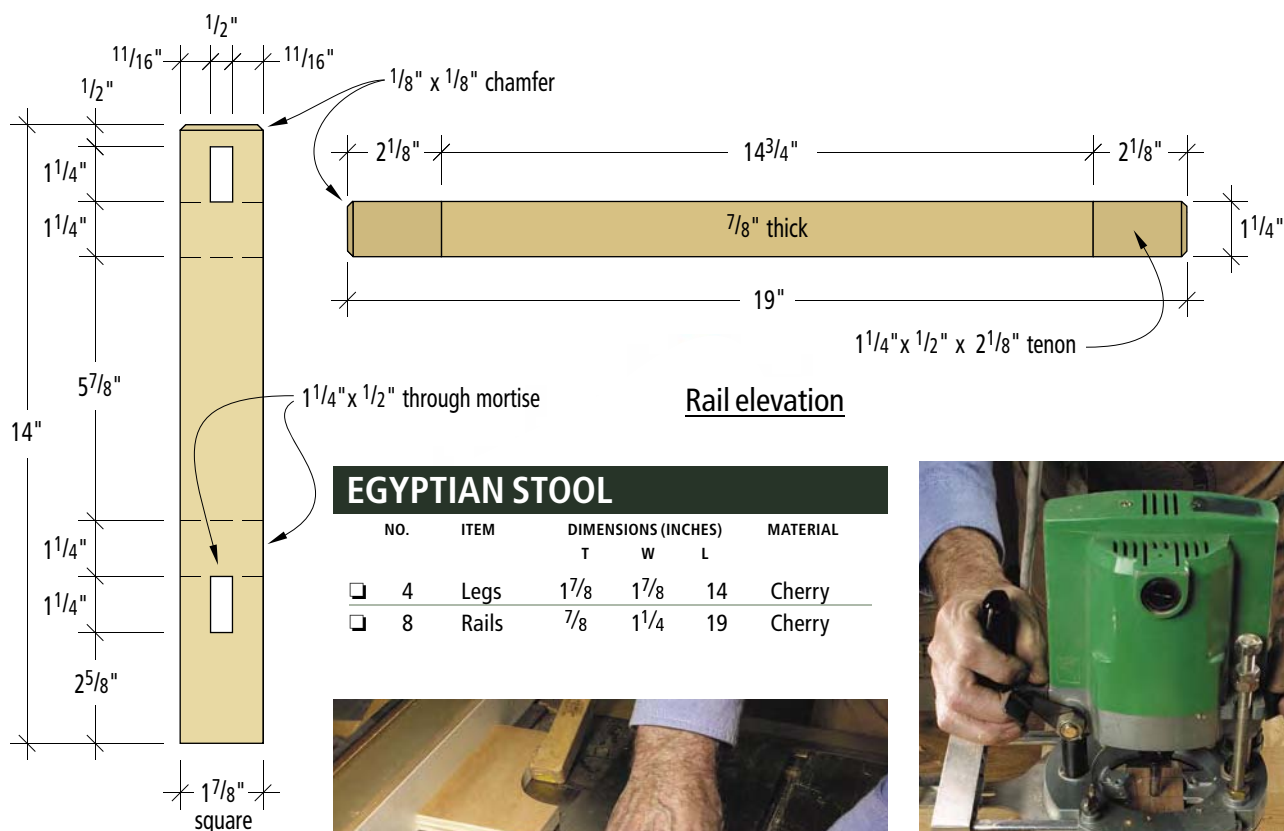 1/2"
11/16"
11/16"
1/2"
1/8" x 1/8" chamfer
2 1/8"
14 3/4"
2 1/8"
1 1/4"
7/8" thick
1 1/4"
1 1/4"
19"
1 1/4" x 1/2" x 2 1/8" tenon
5 7/8"
1 1/4" x 1/2" through mortise
Rail elevation
14"
EGYPTIAN STOOL
NO. ITEM DIMENSIONS (INCHES) MATERIAL
T W L
❏ 4 Legs 1 7/8 1 7/8 14 Cherry
❏ 8 Rails 7/8 1 1/4 19 Cherry
1 1/4"
1 1/4"
2 5/8"
1 7/8"
square